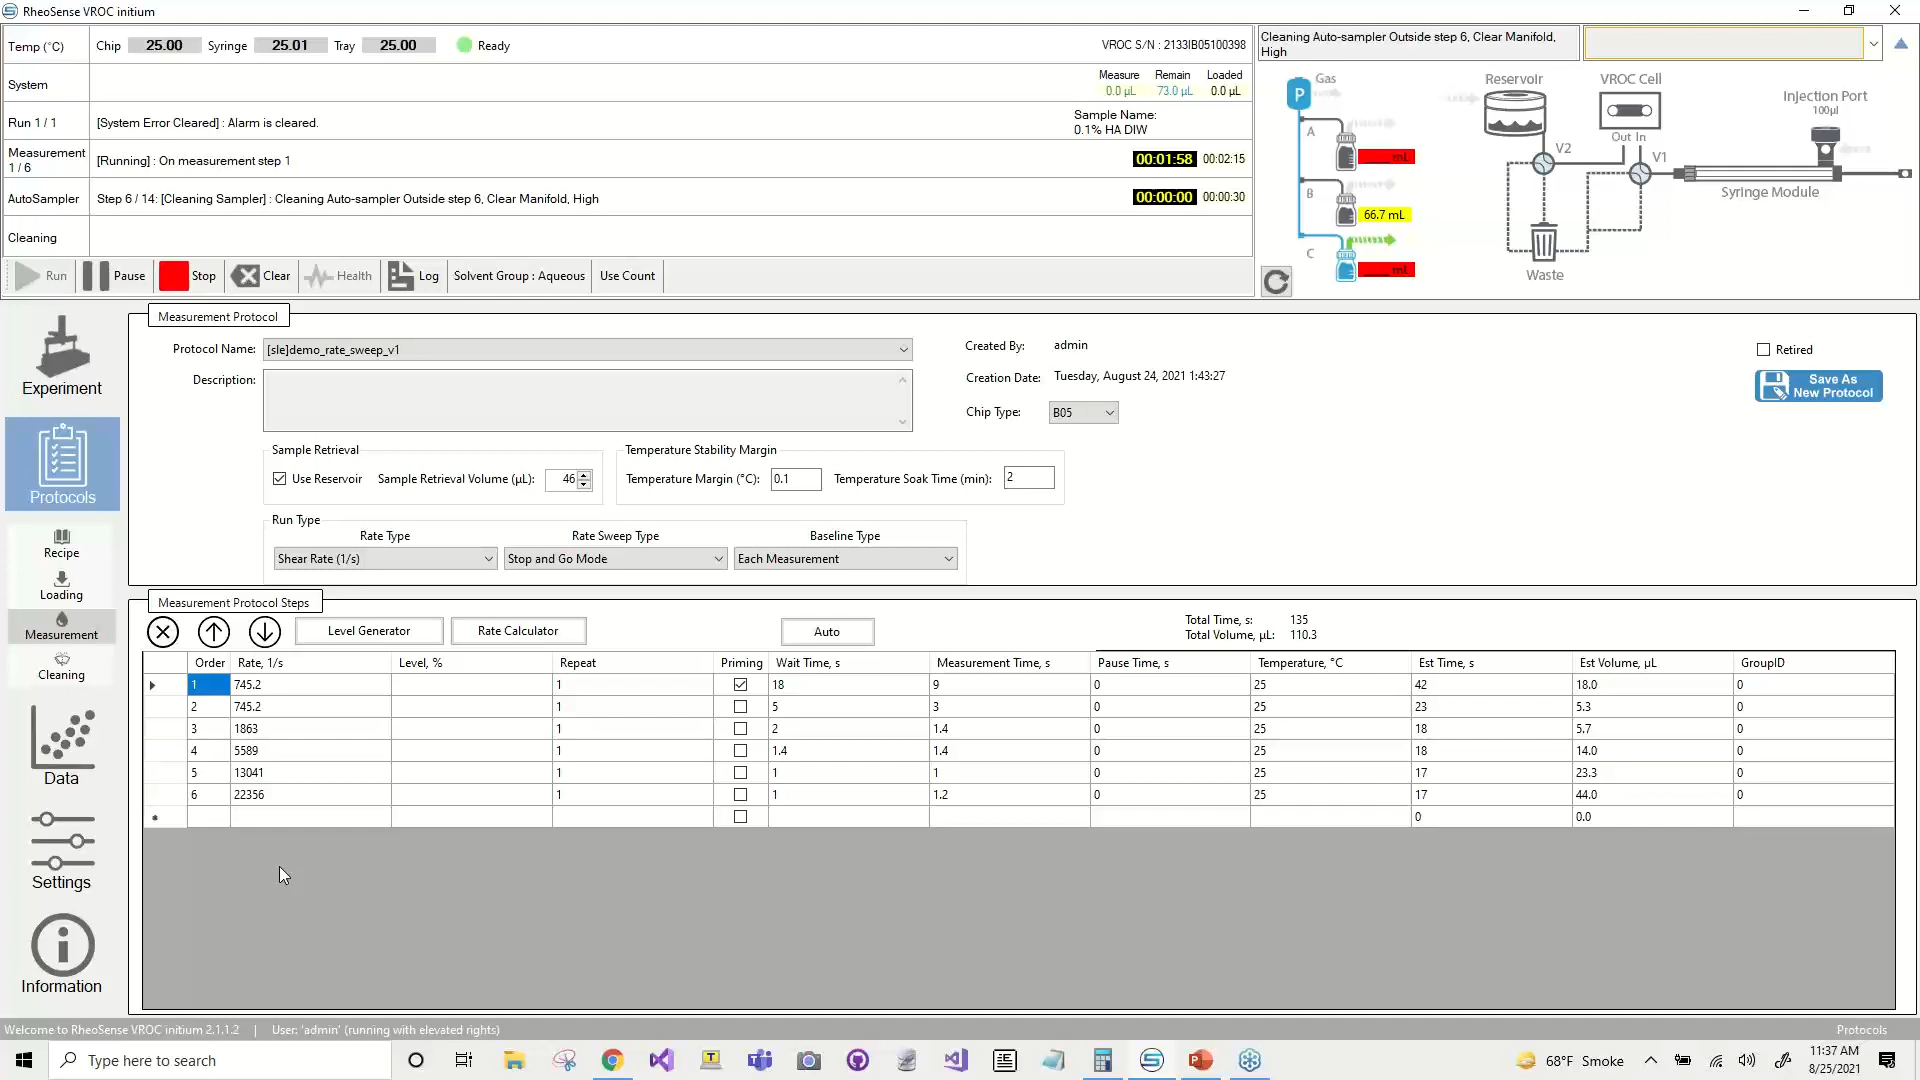 RheoSense VROC initium
Temp (°C) Chip 25.00 Syringe 25.01 Tray 25.00 Ready VROC S/N : 2133IB05100398
System Measure Remain Loaded
0.0 µL 73.0 µL 0.0 µL
Run 1 / 1 [System Error Cleared] : Alarm is cleared. Sample Name:
0.1% HA DIW
Measurement
1 / 6 [Running] : On measurement step 1 00:01:58 00:02:15
AutoSampler Step 6 / 14: [Cleaning Sampler] : Cleaning Auto-sampler Outside step 6, Clear Manifold, High 00:00:00 00:00:30
Cleaning
Run Pause Stop Clear Health Log Solvent Group : Aqueous Use Count
Cleaning Auto-sampler Outside step 6, Clear Manifold,
High
Gas Reservoir VROC Cell Injection Port
P 100µl
A mL Out In
V2 V1
B 66.7 mL Syringe Module
C mL Waste
Experiment
Protocols
Recipe
Loading
Measurement
Cleaning
Data
Settings
Information
Measurement Protocol
Protocol Name: [sle]demo_rate_sweep_v1 Created By: admin Retired
Description: Creation Date: Tuesday, August 24, 2021 1:43:27 Save As
New Protocol
Chip Type: B05
Sample Retrieval Temperature Stability Margin
Use Reservoir Sample Retrieval Volume (µL): 46 Temperature Margin (°C): 0.1 Temperature Soak Time (min): 2
Run Type
Rate Type Rate Sweep Type Baseline Type
Shear Rate (1/s) Stop and Go Mode Each Measurement
Measurement Protocol Steps
Level Generator Rate Calculator Auto Total Time, s: 135
Total Volume, µL: 110.3
Order Rate, 1/s Level, % Repeat Priming Wait Time, s Measurement Time, s Pause Time, s Temperature, °C Est Time, s Est Volume, µL GroupID
1 745.2 1 18 9 0 25 42 18.0 0
2 745.2 1 5 3 0 25 23 5.3 0
3 1863 1 2 1.4 0 25 18 5.7 0
4 5589 1 1.4 1.4 0 25 18 14.0 0
5 13041 1 1 1 0 25 17 23.3 0
6 22356 1 1 1.2 0 25 17 44.0 0
0 0.0
Welcome to RheoSense VROC initium 2.1.1.2 | User: 'admin' (running with elevated rights) Protocols
Type here to search 68°F Smoke 11:37 AM
8/25/2021